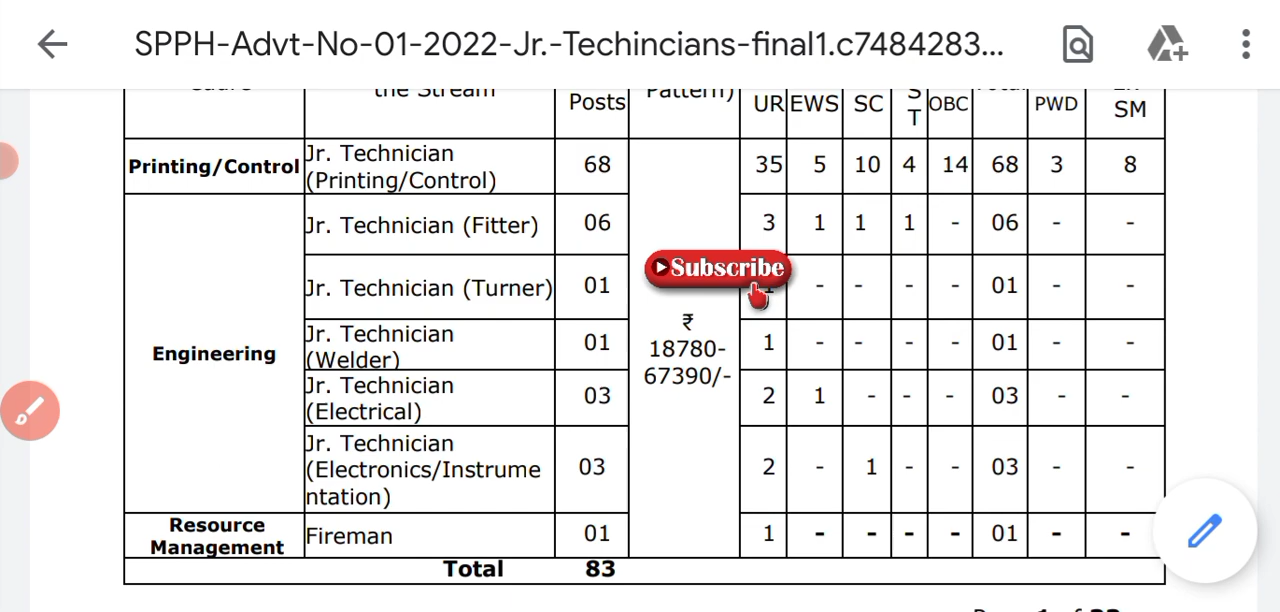 SPPH-Advt-No-01-2022-Jr.-Techincians-final1.c7484283...
the Stream Posts Pattern) UR EWS SC ST OBC PWD SM
Printing/Control Jr. Technician (Printing/Control) 68 35 5 10 4 14 68 3 8
Engineering
Jr. Technician (Fitter) 06 3 1 1 1 - 06 - -
Jr. Technician (Turner) 01 - - - - 01 - -
Subscribe
₹ 18780-67390/-
Jr. Technician (Welder) 01 1 - - - - 01 - -
Jr. Technician (Electrical) 03 2 1 - - - 03 - -
Jr. Technician (Electronics/Instrumentation) 03 2 - 1 - - 03 - -
Resource Management Fireman 01 1 - - - - 01 - -
Total 83